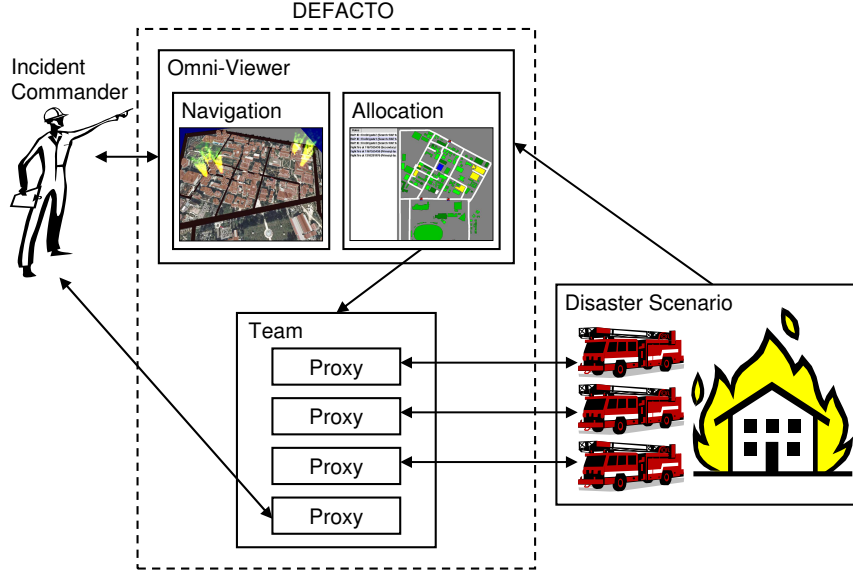 DEFACTO
Incident
Commander
Omni-Viewer
Navigation
Allocation
Team
Proxy
Proxy
Proxy
Proxy
Disaster Scenario